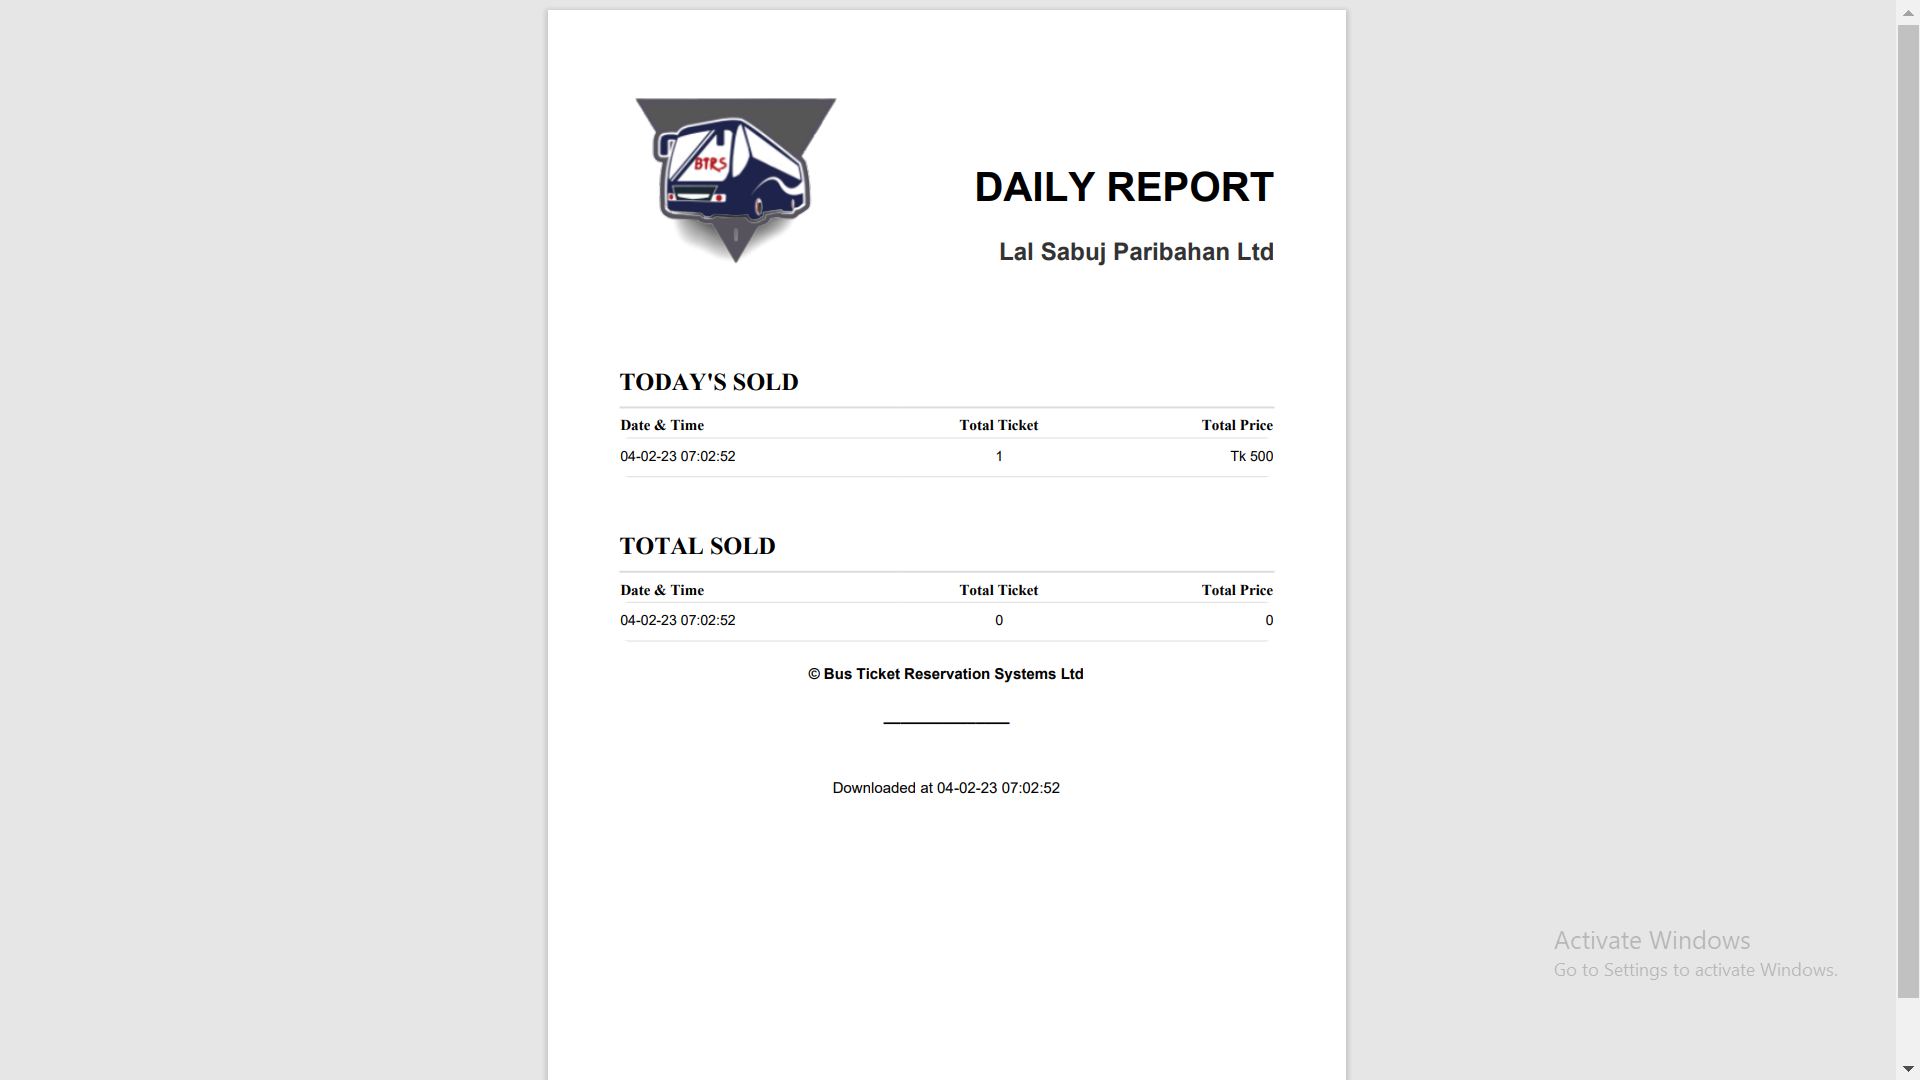 BTRS
DAILY REPORT
Lal Sabuj Paribahan Ltd
TODAY'S SOLD
Date & Time Total Ticket Total Price
04-02-23 07:02:52 1 Tk 500
TOTAL SOLD
Date & Time Total Ticket Total Price
04-02-23 07:02:52 0 0
© Bus Ticket Reservation Systems Ltd
Downloaded at 04-02-23 07:02:52
Activate Windows
Go to Settings to activate Windows.